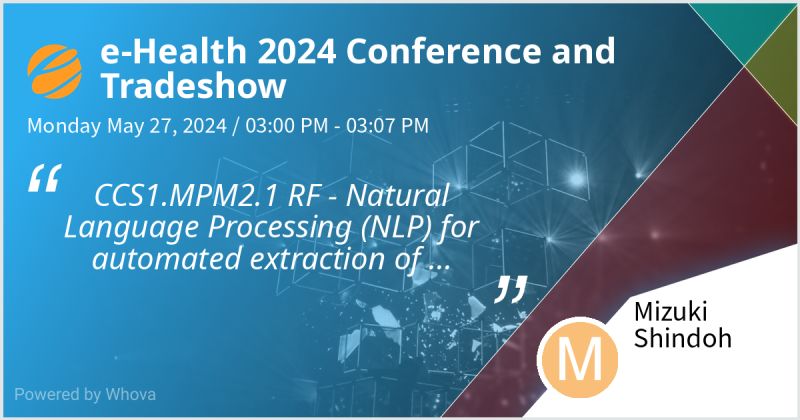 e-Health 2024 Conference and
Tradeshow
Monday May 27, 2024 / 03:00 PM - 03:07 PM
“ CCS1.MPM2.1 RF - Natural
Language Processing (NLP) for
automated extraction of ... ”
Mizuki
Shindoh
M
Powered by Whova